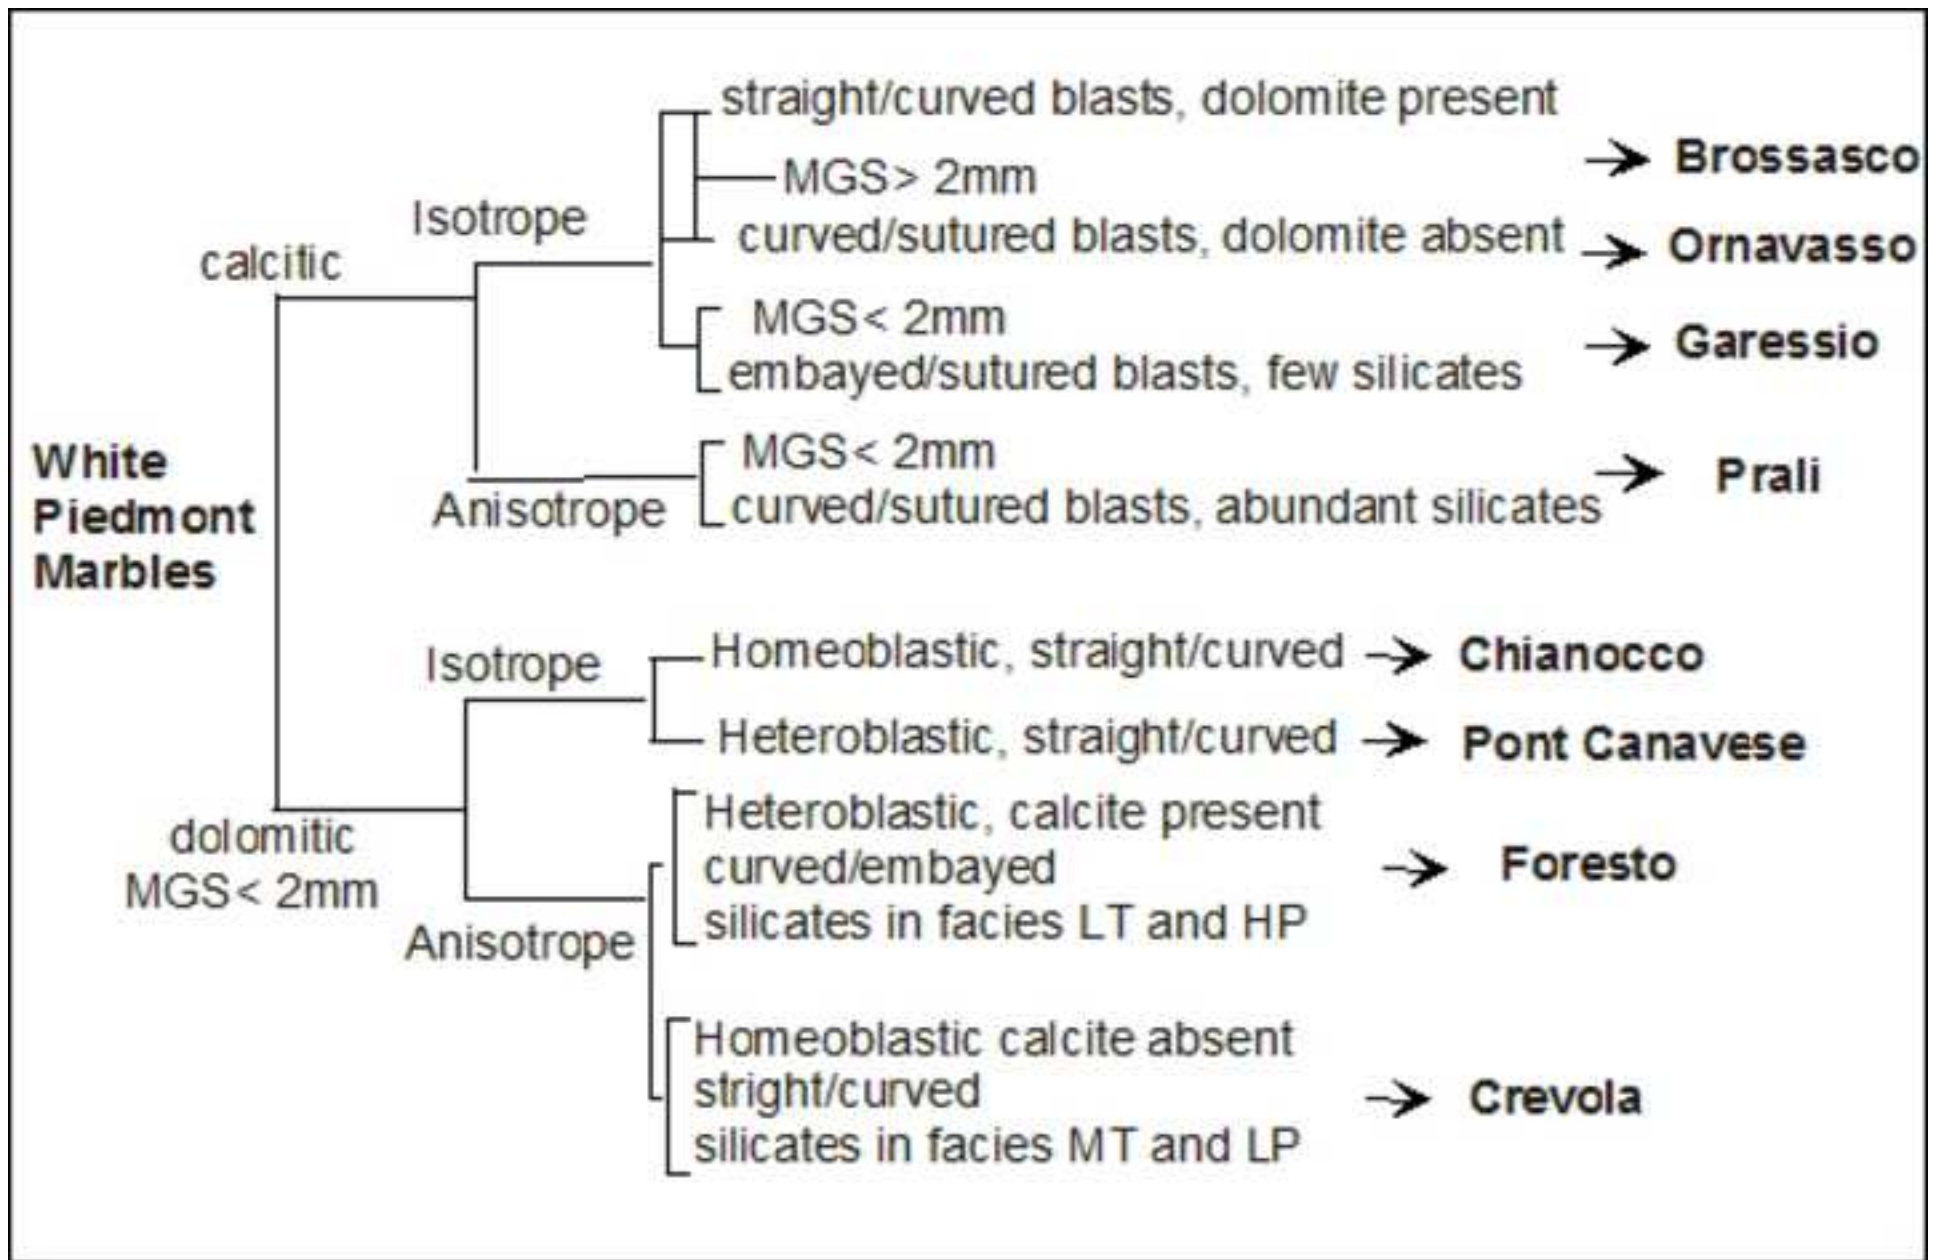 straight/curved blasts, dolomite present
Brossasco
MGS> 2mm
Isotrope
curved/sutured blasts, dolomite absent
Ornavasso
calcitic
MGS< 2mm
Garessio
embayed/sutured blasts, few silicates
White
Piedmont
Marbles
MGS< 2mm
Prali
Anisotrope
curved/sutured blasts, abundant silicates
Isotrope
Homeoblastic, straight/curved
Chianocco
Heteroblastic, straight/curved
Pont Canavese
dolomitic
MGS< 2mm
Heteroblastic, calcite present
curved/embayed
silicates in facies LT and HP
Foresto
Anisotrope
Homeoblastic calcite absent
stright/curved
silicates in facies MT and LP
Crevola